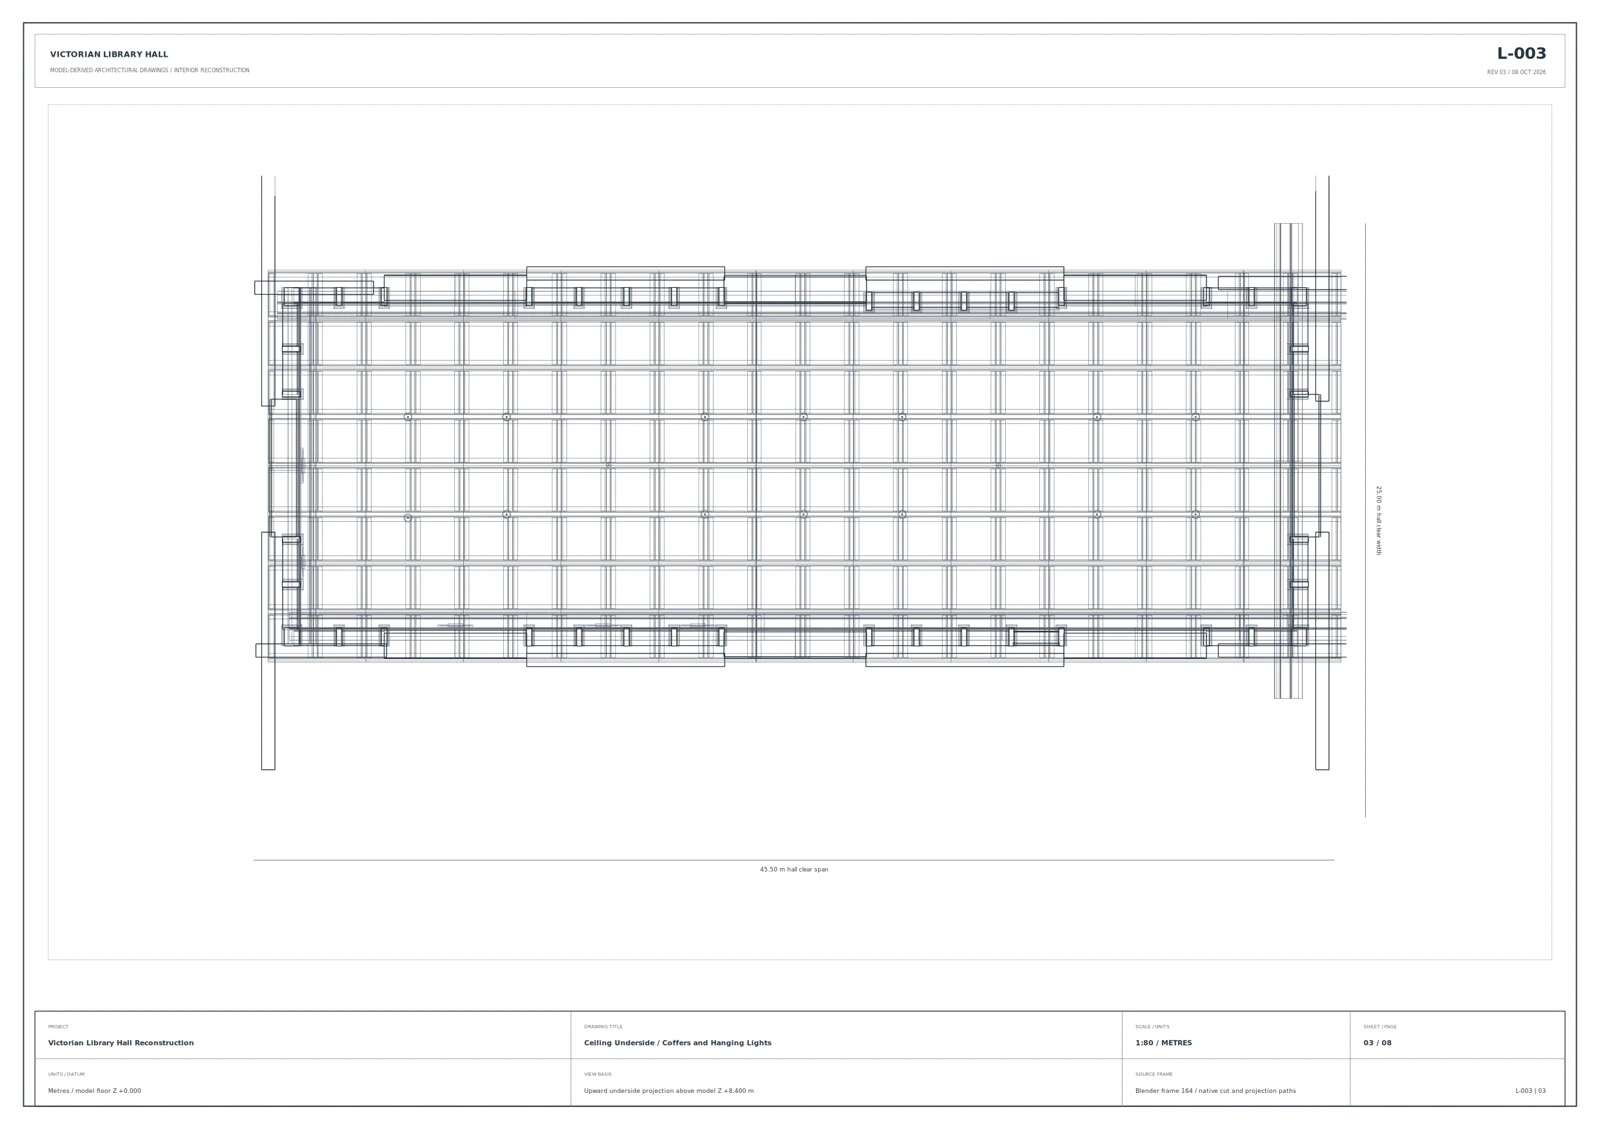 VICTORIAN LIBRARY HALL
MODEL-DERIVED ARCHITECTURAL DRAWINGS / INTERIOR RECONSTRUCTION
L-003
REV 03 / 08 OCT 2026
25.00 m hall clear width
45.50 m hall clear span
PROJECT
Victorian Library Hall Reconstruction
DRAWING TITLE
Ceiling Underside / Coffers and Hanging Lights
SCALE / UNITS
1:80 / METRES
SHEET / PAGE
03 / 08
UNITS / DATUM
Metres / model floor Z +0.000
VIEW BASIS
Upward underside projection above model Z +8.400 m
SOURCE FRAME
Blender frame 164 / native cut and projection paths
L-003 | 03